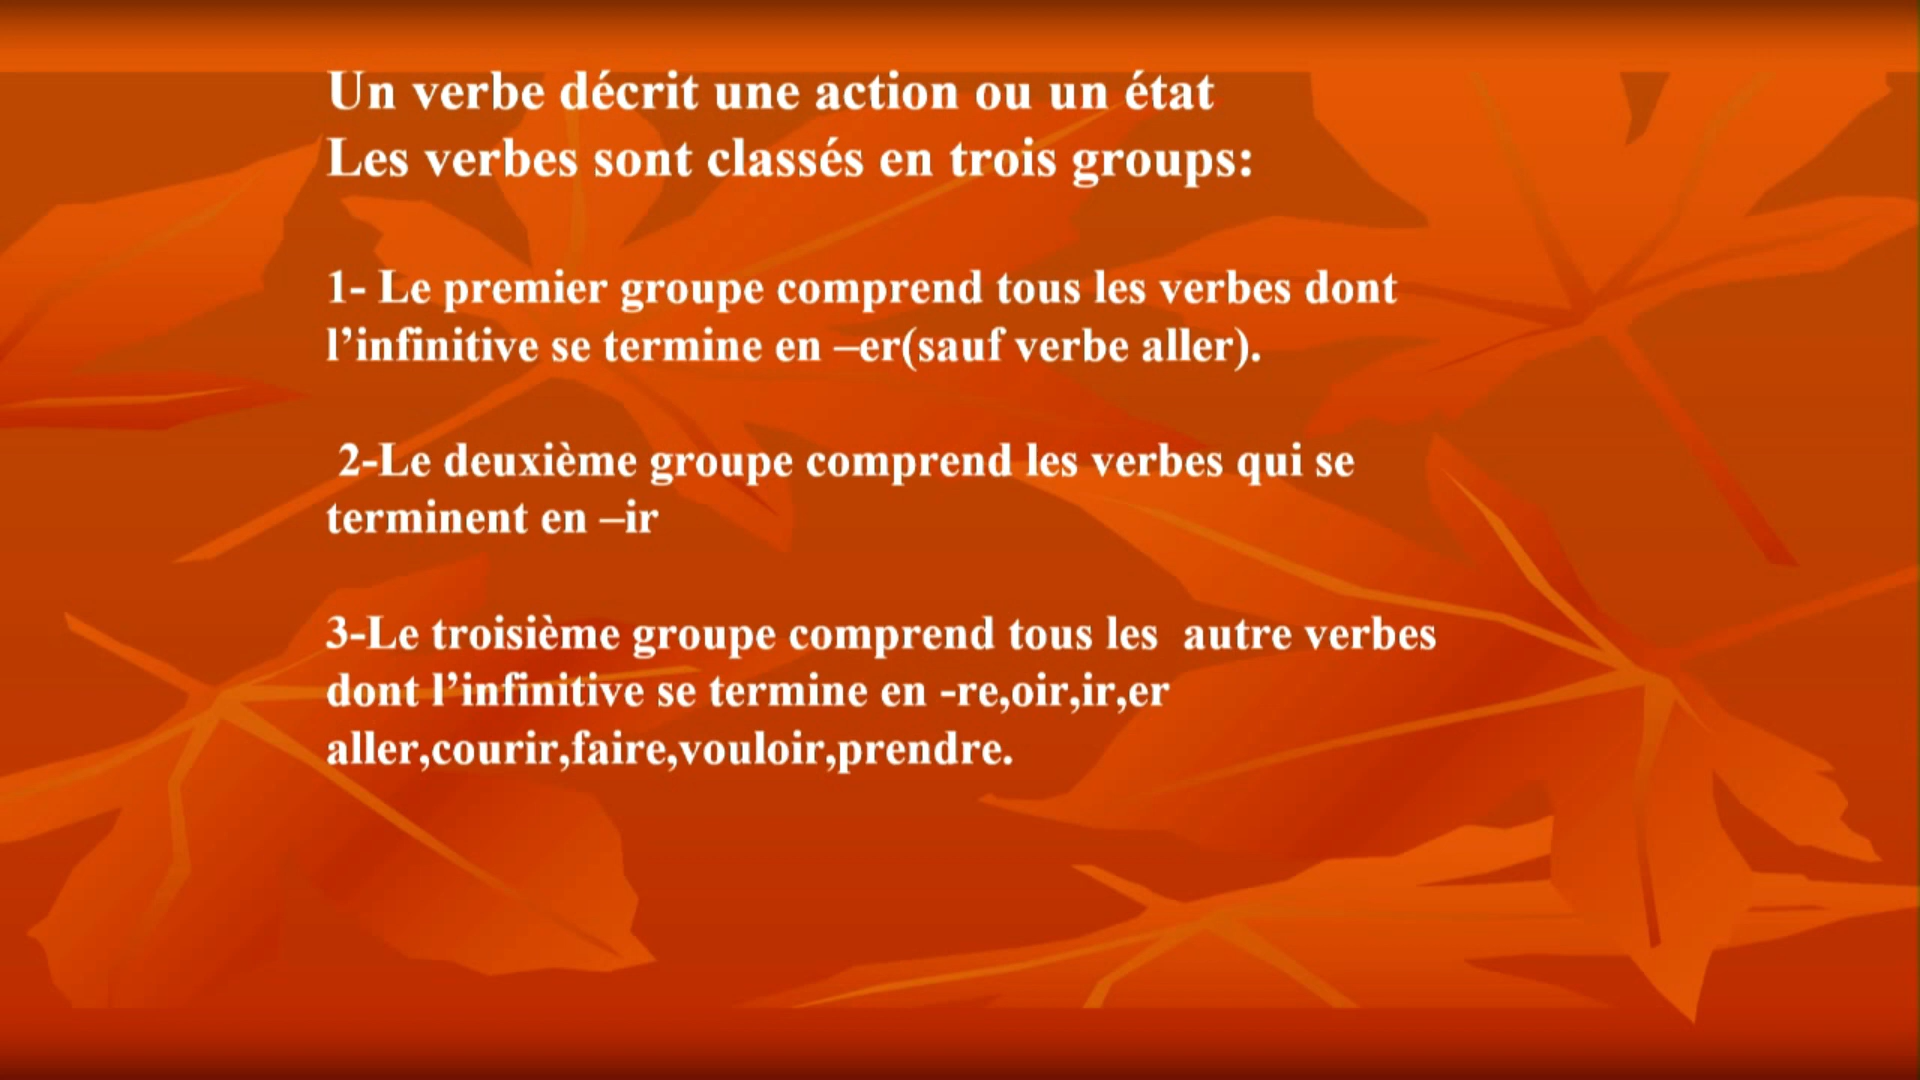 Un verbe décrit une action ou un état
Les verbes sont classés en trois groups:
1- Le premier groupe comprend tous les verbes dont
l’infinitive se termine en –er(sauf verbe aller).
2-Le deuxième groupe comprend les verbes qui se
terminent en –ir
3-Le troisième groupe comprend tous les  autre verbes
dont l’infinitive se termine en -re,oir,ir,er
aller,courir,faire,vouloir,prendre.